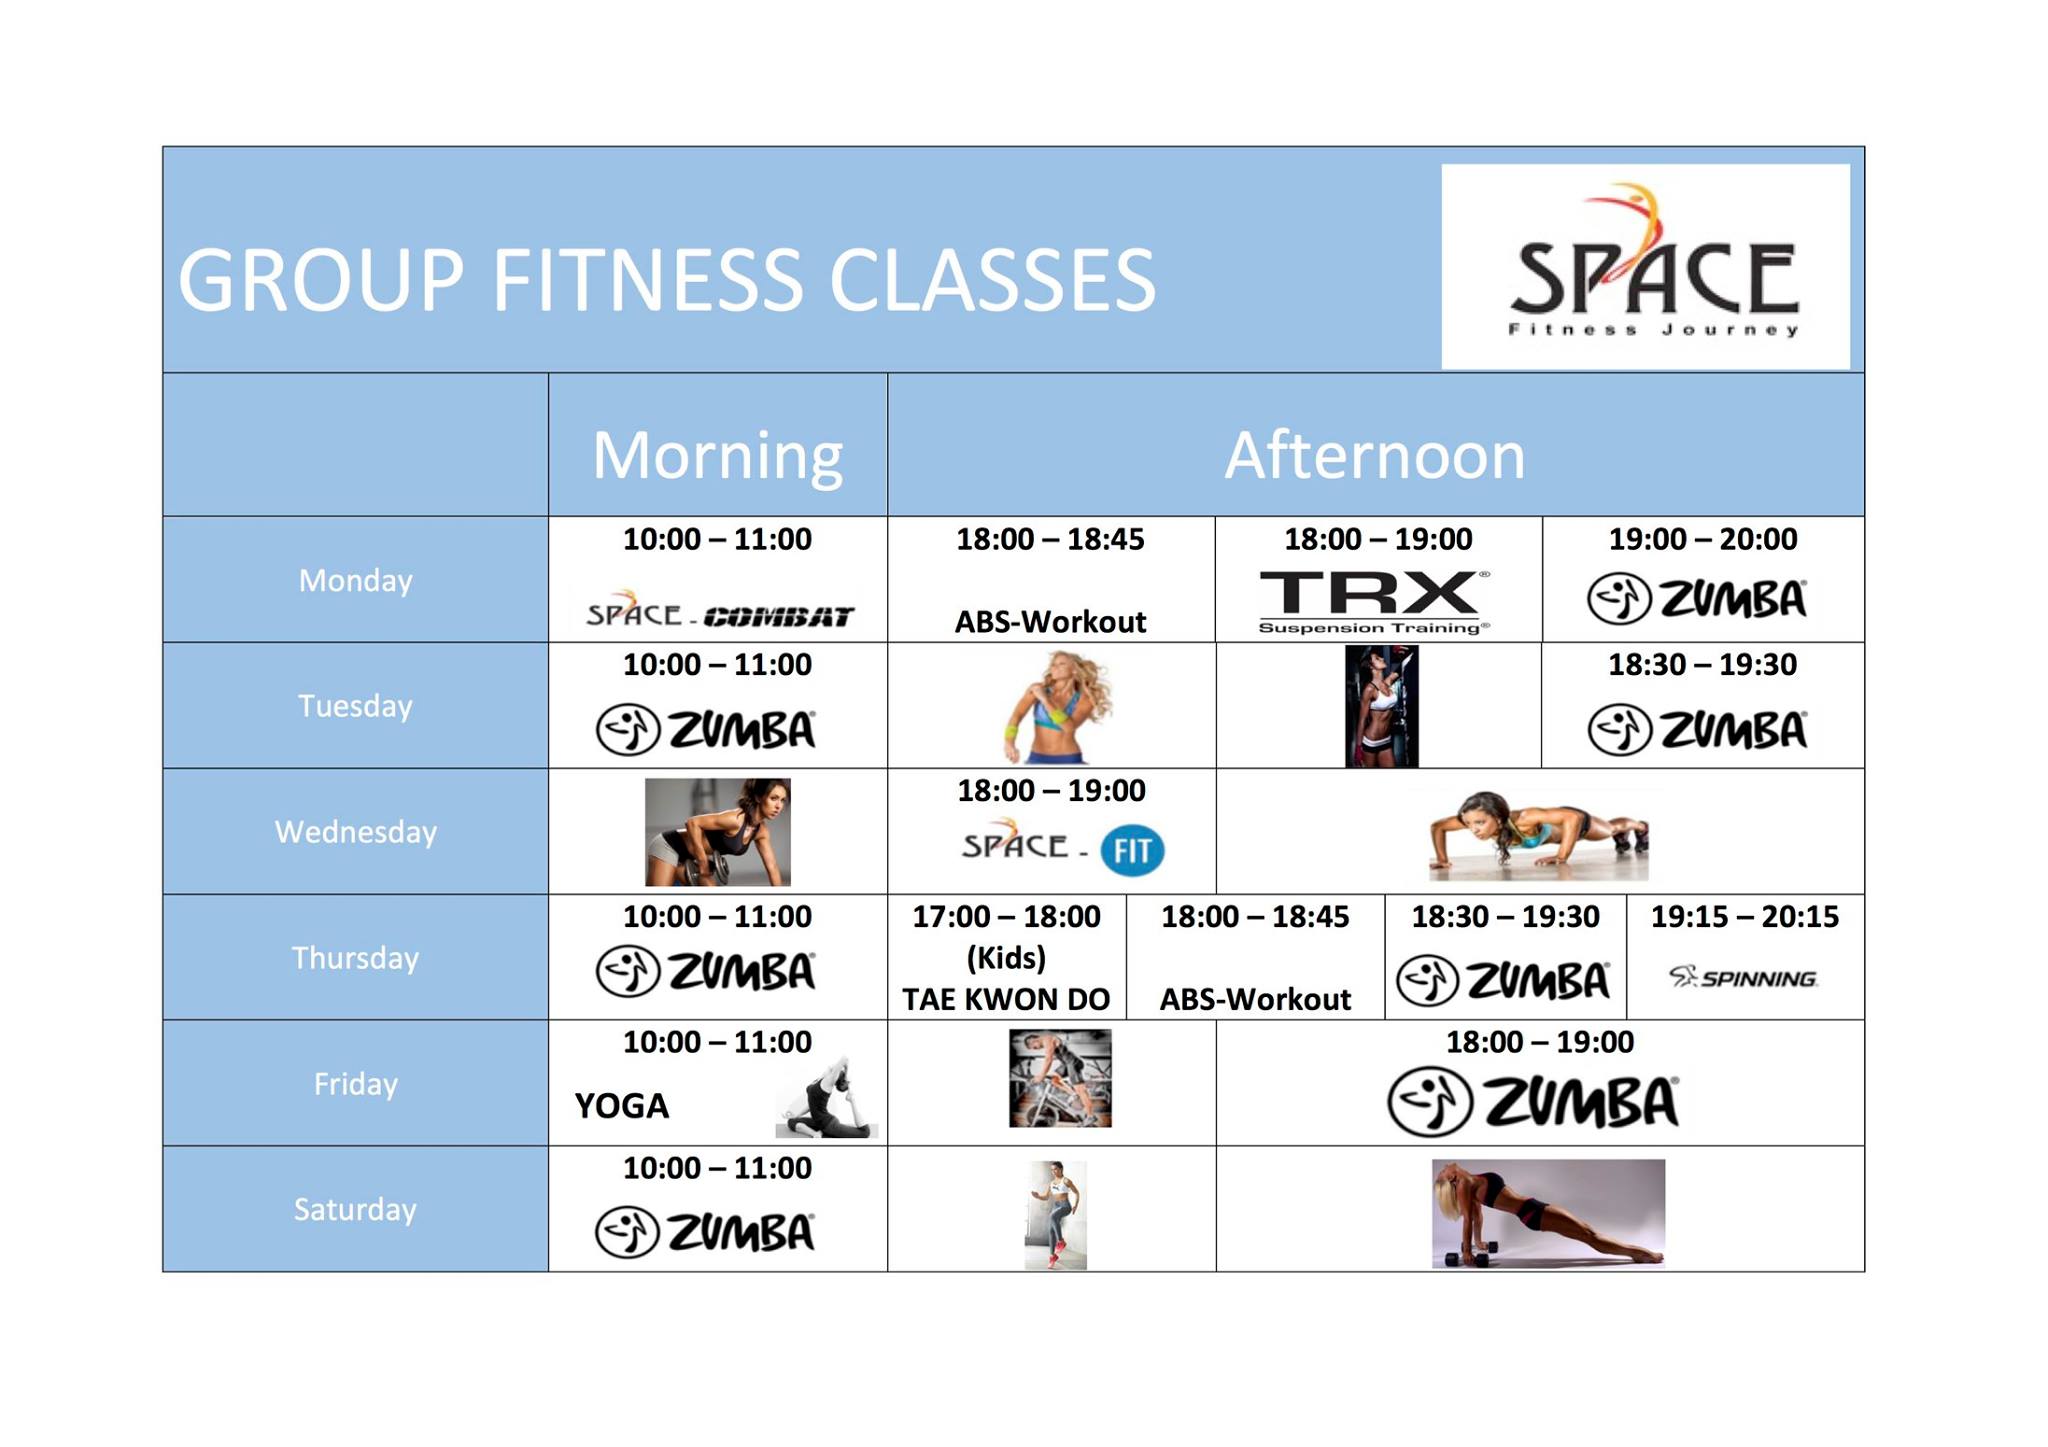 GROUP FITNESS CLASSES
SPACE
Fitness Journey
Morning
Afternoon
Monday
10:00 – 11:00
SPACE - COMBAT
18:00 – 18:45
ABS-Workout
18:00 – 19:00
TRX®
Suspension Training®
19:00 – 20:00
ZUMBA®
Tuesday
10:00 – 11:00
ZUMBA®
18:30 – 19:30
ZUMBA®
Wednesday
18:00 – 19:00
SPACE - FIT
Thursday
10:00 – 11:00
ZUMBA®
17:00 – 18:00
(Kids)
TAE KWON DO
18:00 – 18:45
ABS-Workout
18:30 – 19:30
ZUMBA®
19:15 – 20:15
SPINNING
Friday
10:00 – 11:00
YOGA
18:00 – 19:00
ZUMBA®
Saturday
10:00 – 11:00
ZUMBA®